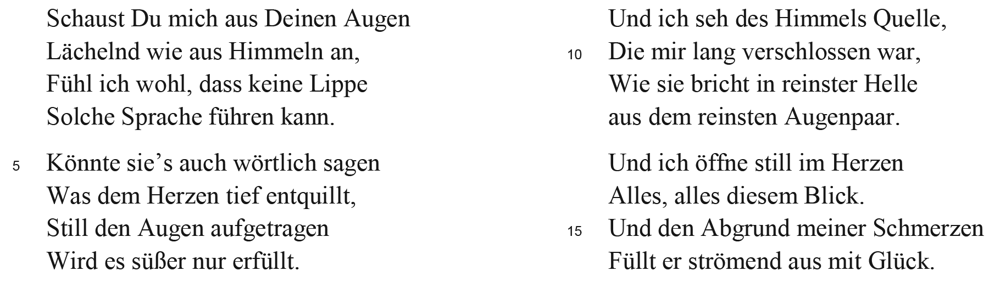 Schaust Du mich aus Deinen Augen
Lächelnd wie aus Himmeln an,
Fühl ich wohl, dass keine Lippe
Solche Sprache führen kann.
5 Könnte sie’s auch wörtlich sagen
Was dem Herzen tief entquillt,
Still den Augen aufgetragen
Wird es süßer nur erfüllt.
Und ich seh des Himmels Quelle,
10 Die mir lang verschlossen war,
Wie sie bricht in reinster Helle
aus dem reinsten Augenpaar.
Und ich öffne still im Herzen
Alles, alles diesem Blick.
15 Und den Abgrund meiner Schmerzen
Füllt er strömend aus mit Glück.